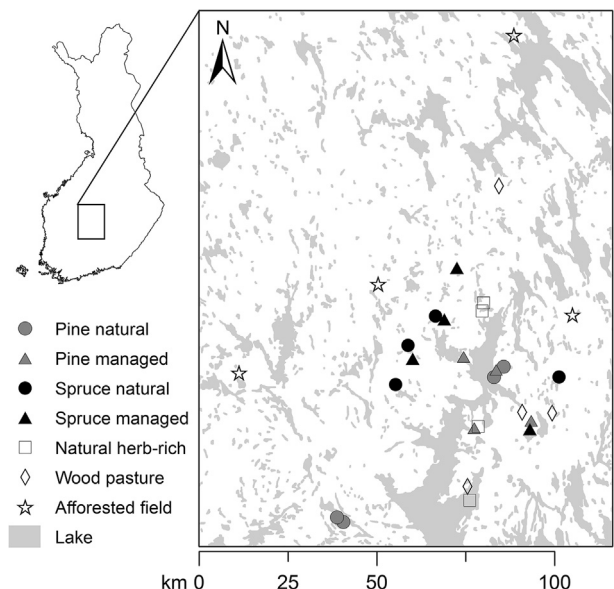 N
Pine natural
Pine managed
Spruce natural
Spruce managed
Natural herb-rich
Wood pasture
Afforested field
Lake
km 0 25 50 100